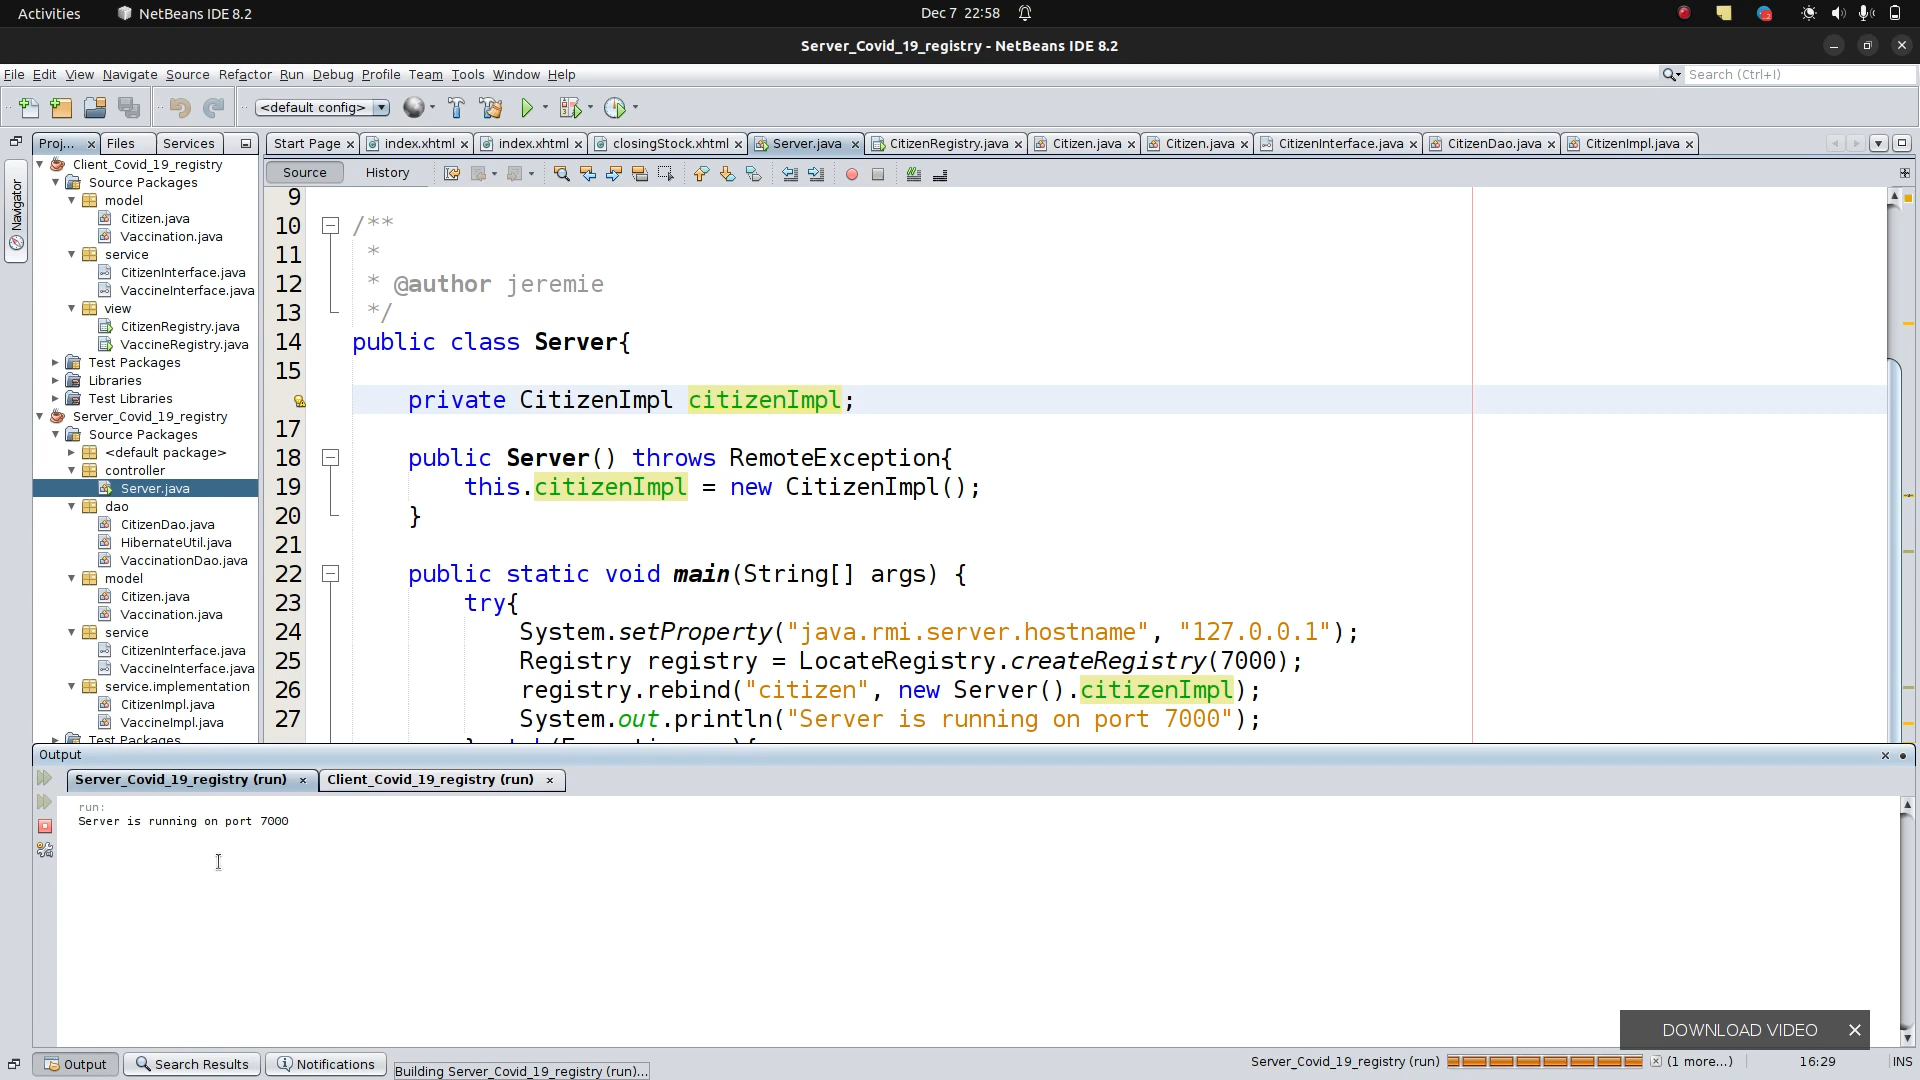 Activities NetBeans IDE 8.2 Dec 7 22:58
Server_Covid_19_registry - NetBeans IDE 8.2
File Edit View Navigate Source Refactor Run Debug Profile Team Tools Window Help Search (Ctrl+I)
<default config>
Proj... Files Services Start Page index.xhtml index.xhtml closingStock.xhtml Server.java CitizenRegistry.java Citizen.java Citizen.java CitizenInterface.java CitizenDao.java CitizenImpl.java
Source History
Navigator
Client_Covid_19_registry
Source Packages
model
Citizen.java
Vaccination.java
service
CitizenInterface.java
VaccineInterface.java
view
CitizenRegistry.java
VaccineRegistry.java
Test Packages
Libraries
Test Libraries
Server_Covid_19_registry
Source Packages
<default package>
controller
Server.java
dao
CitizenDao.java
HibernateUtil.java
VaccinationDao.java
model
Citizen.java
Vaccination.java
service
CitizenInterface.java
VaccineInterface.java
service.implementation
CitizenImpl.java
VaccineImpl.java
Test Packages
9
10 /**
11 *
12 * @author jeremie
13 */
14 public class Server{
15
private CitizenImpl citizenImpl;
17
18 public Server() throws RemoteException{
19 this.citizenImpl = new CitizenImpl();
20 }
21
22 public static void main(String[] args) {
23 try{
24 System.setProperty("java.rmi.server.hostname", "127.0.0.1");
25 Registry registry = LocateRegistry.createRegistry(7000);
26 registry.rebind("citizen", new Server().citizenImpl);
27 System.out.println("Server is running on port 7000");
Output
Server_Covid_19_registry (run) Client_Covid_19_registry (run)
run:
Server is running on port 7000
DOWNLOAD VIDEO
Output Search Results Notifications Building Server_Covid_19_registry (run)... Server_Covid_19_registry (run) (1 more...) 16:29 INS